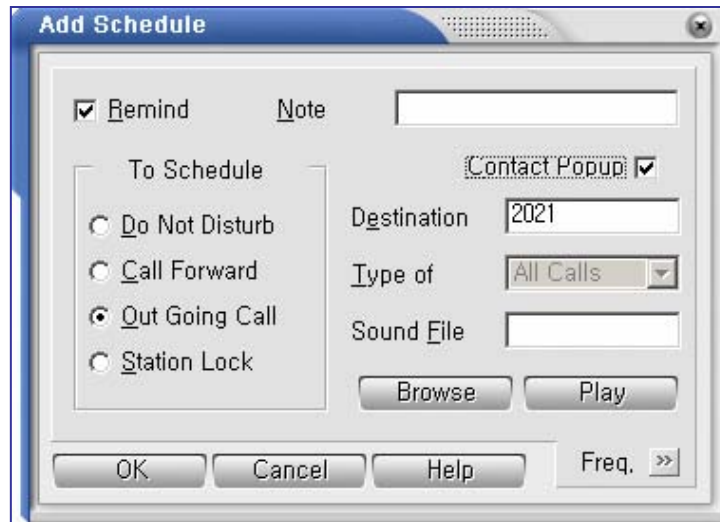 Add Schedule
Remind Note
To Schedule
Do Not Disturb
Call Forward
Out Going Call
Station Lock
Contact Popup
Destination 2021
Type of All Calls
Sound File
Browse Play
OK Cancel Help Freq, >>